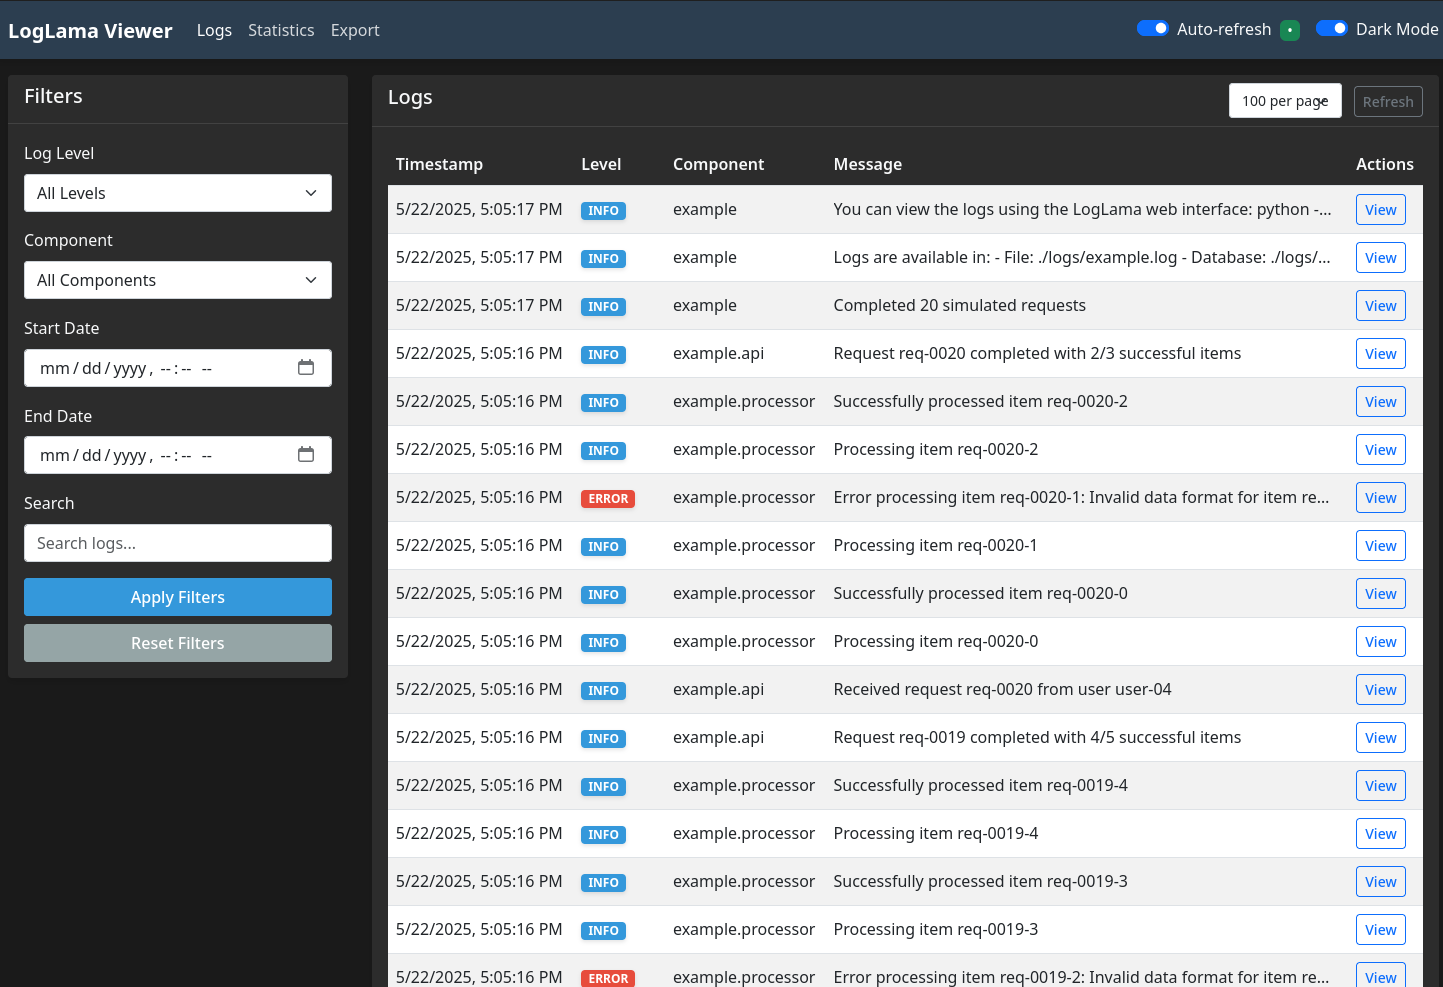 LogLama Viewer Logs Statistics Export Auto-refresh Dark Mode
Filters
Log Level
All Levels
Component
All Components
Start Date
mm/dd/yyyy, --:-- --
End Date
mm/dd/yyyy, --:-- --
Search
Search logs...
Apply Filters
Reset Filters
Logs 100 per page Refresh
Timestamp Level Component Message Actions
5/22/2025, 5:05:17 PM INFO example You can view the logs using the LogLama web interface: python -... View
5/22/2025, 5:05:17 PM INFO example Logs are available in: - File: ./logs/example.log - Database: ./logs/... View
5/22/2025, 5:05:17 PM INFO example Completed 20 simulated requests View
5/22/2025, 5:05:16 PM INFO example.api Request req-0020 completed with 2/3 successful items View
5/22/2025, 5:05:16 PM INFO example.processor Successfully processed item req-0020-2 View
5/22/2025, 5:05:16 PM INFO example.processor Processing item req-0020-2 View
5/22/2025, 5:05:16 PM ERROR example.processor Error processing item req-0020-1: Invalid data format for item re... View
5/22/2025, 5:05:16 PM INFO example.processor Processing item req-0020-1 View
5/22/2025, 5:05:16 PM INFO example.processor Successfully processed item req-0020-0 View
5/22/2025, 5:05:16 PM INFO example.processor Processing item req-0020-0 View
5/22/2025, 5:05:16 PM INFO example.api Received request req-0020 from user user-04 View
5/22/2025, 5:05:16 PM INFO example.api Request req-0019 completed with 4/5 successful items View
5/22/2025, 5:05:16 PM INFO example.processor Successfully processed item req-0019-4 View
5/22/2025, 5:05:16 PM INFO example.processor Processing item req-0019-4 View
5/22/2025, 5:05:16 PM INFO example.processor Successfully processed item req-0019-3 View
5/22/2025, 5:05:16 PM INFO example.processor Processing item req-0019-3 View
5/22/2025, 5:05:16 PM ERROR example.processor Error processing item req-0019-2: Invalid data format for item re... View